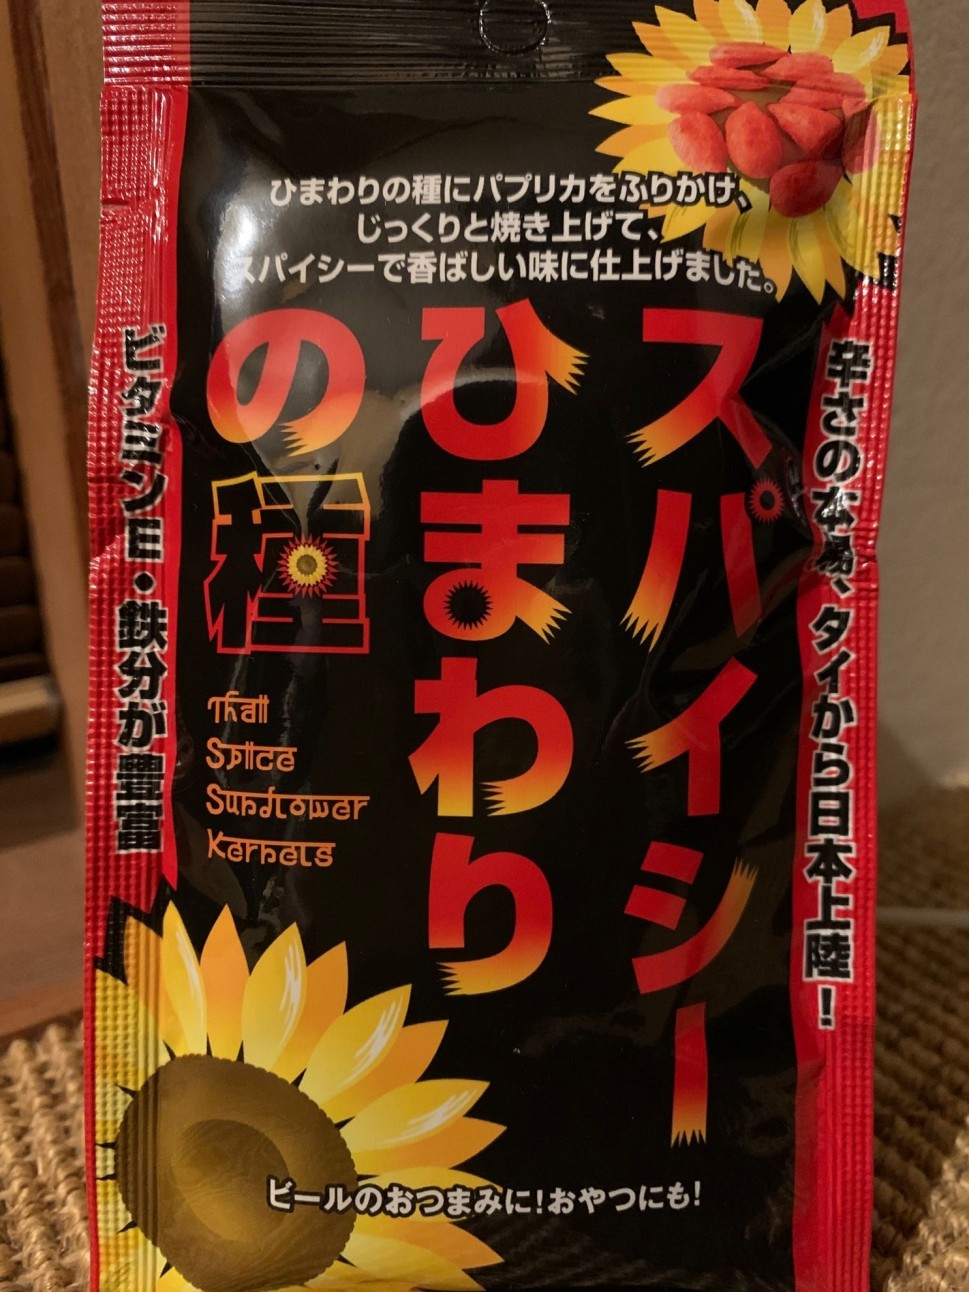 ひまわりの種にパプリカをふりかけ、
じっくりと焼き上げて、
スパイシーで香ばしい味に仕上げました。
スパイシー
ひまわり
の種
Thaii
Spiice
Sunflower
Kernels
辛さの本場、タイから日本上陸!
ビタミンE・鉄分が豊富
ビールのおつまみに!おやつにも!